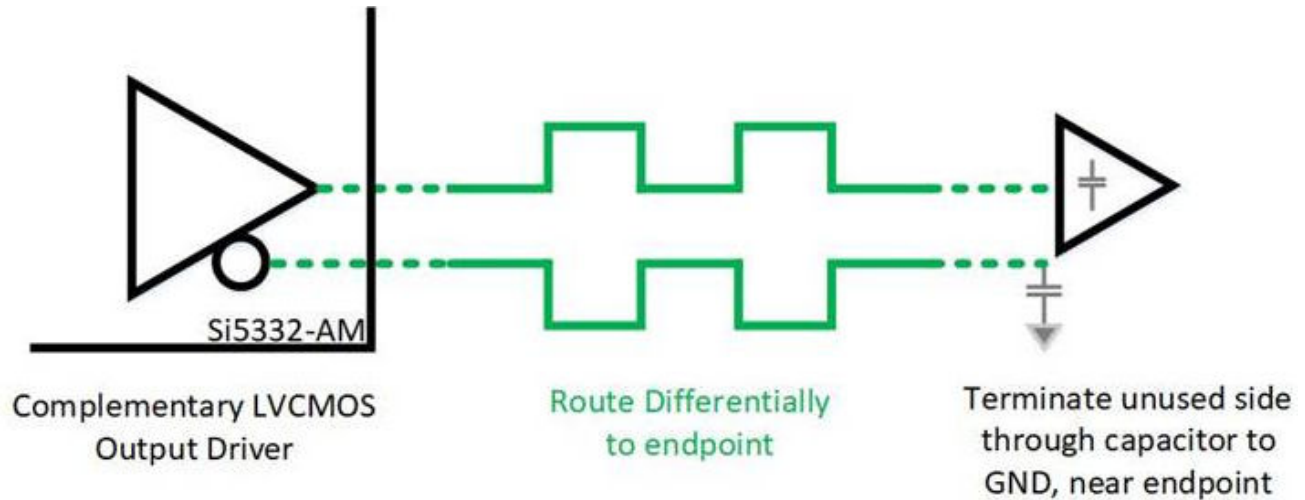 Si5332-AM
Complementary LVCMOS
Output Driver
Route Differentially
to endpoint
Terminate unused side
through capacitor to
GND, near endpoint